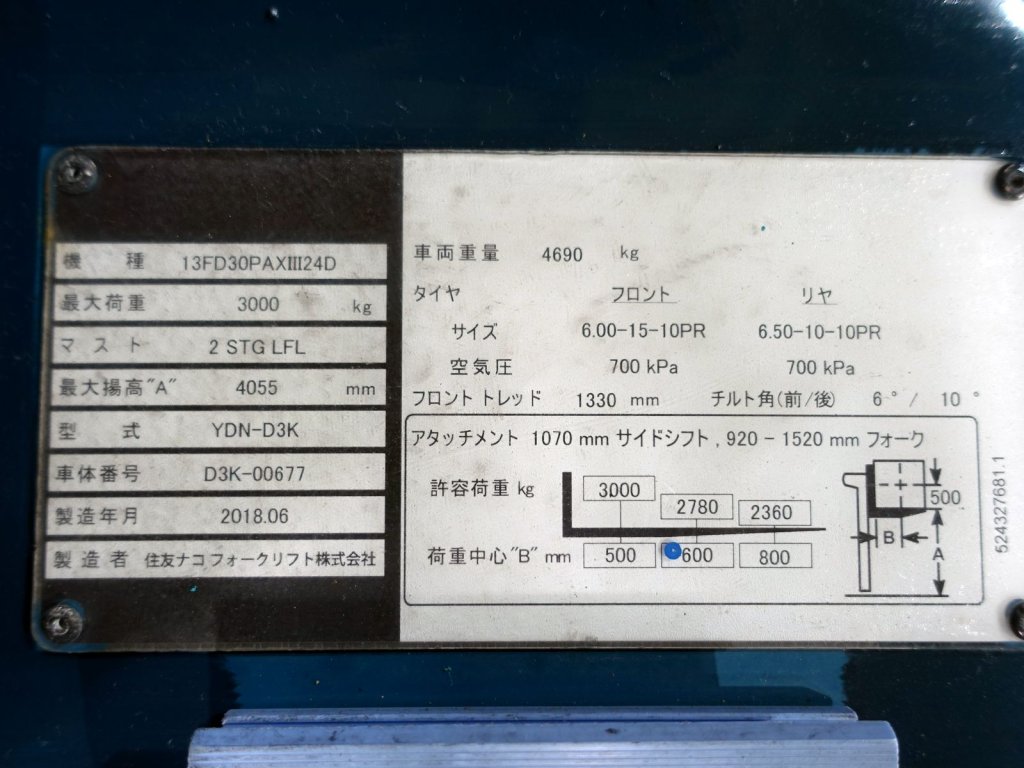 機種 13FD30PAXIII24D
最大荷重 3000 kg
マスト 2 STG LFL
最大揚高"A" 4055 mm
型式 YDN-D3K
車体番号 D3K-00677
製造年月 2018.06
製造者 住友ナコフォークリフト株式会社
車両重量 4690 kg
タイヤ フロント リヤ
サイズ 6.00-15-10PR 6.50-10-10PR
空気圧 700 kPa 700 kPa
フロント トレッド 1330 mm チルト角(前/後) 6°/ 10°
アタッチメント 1070 mm サイドシフト, 920 - 1520 mm フォーク
許容荷重 kg 3000 2780 2360
荷重中心"B" mm 500 600 800
500
B
A
524327681.1